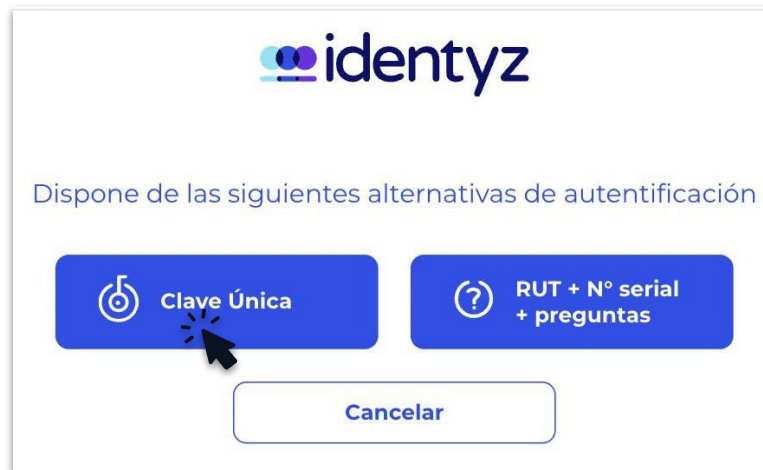 identyz
Dispone de las siguientes alternativas de autentificación
Clave Única
RUT + N° serial
+ preguntas
Cancelar